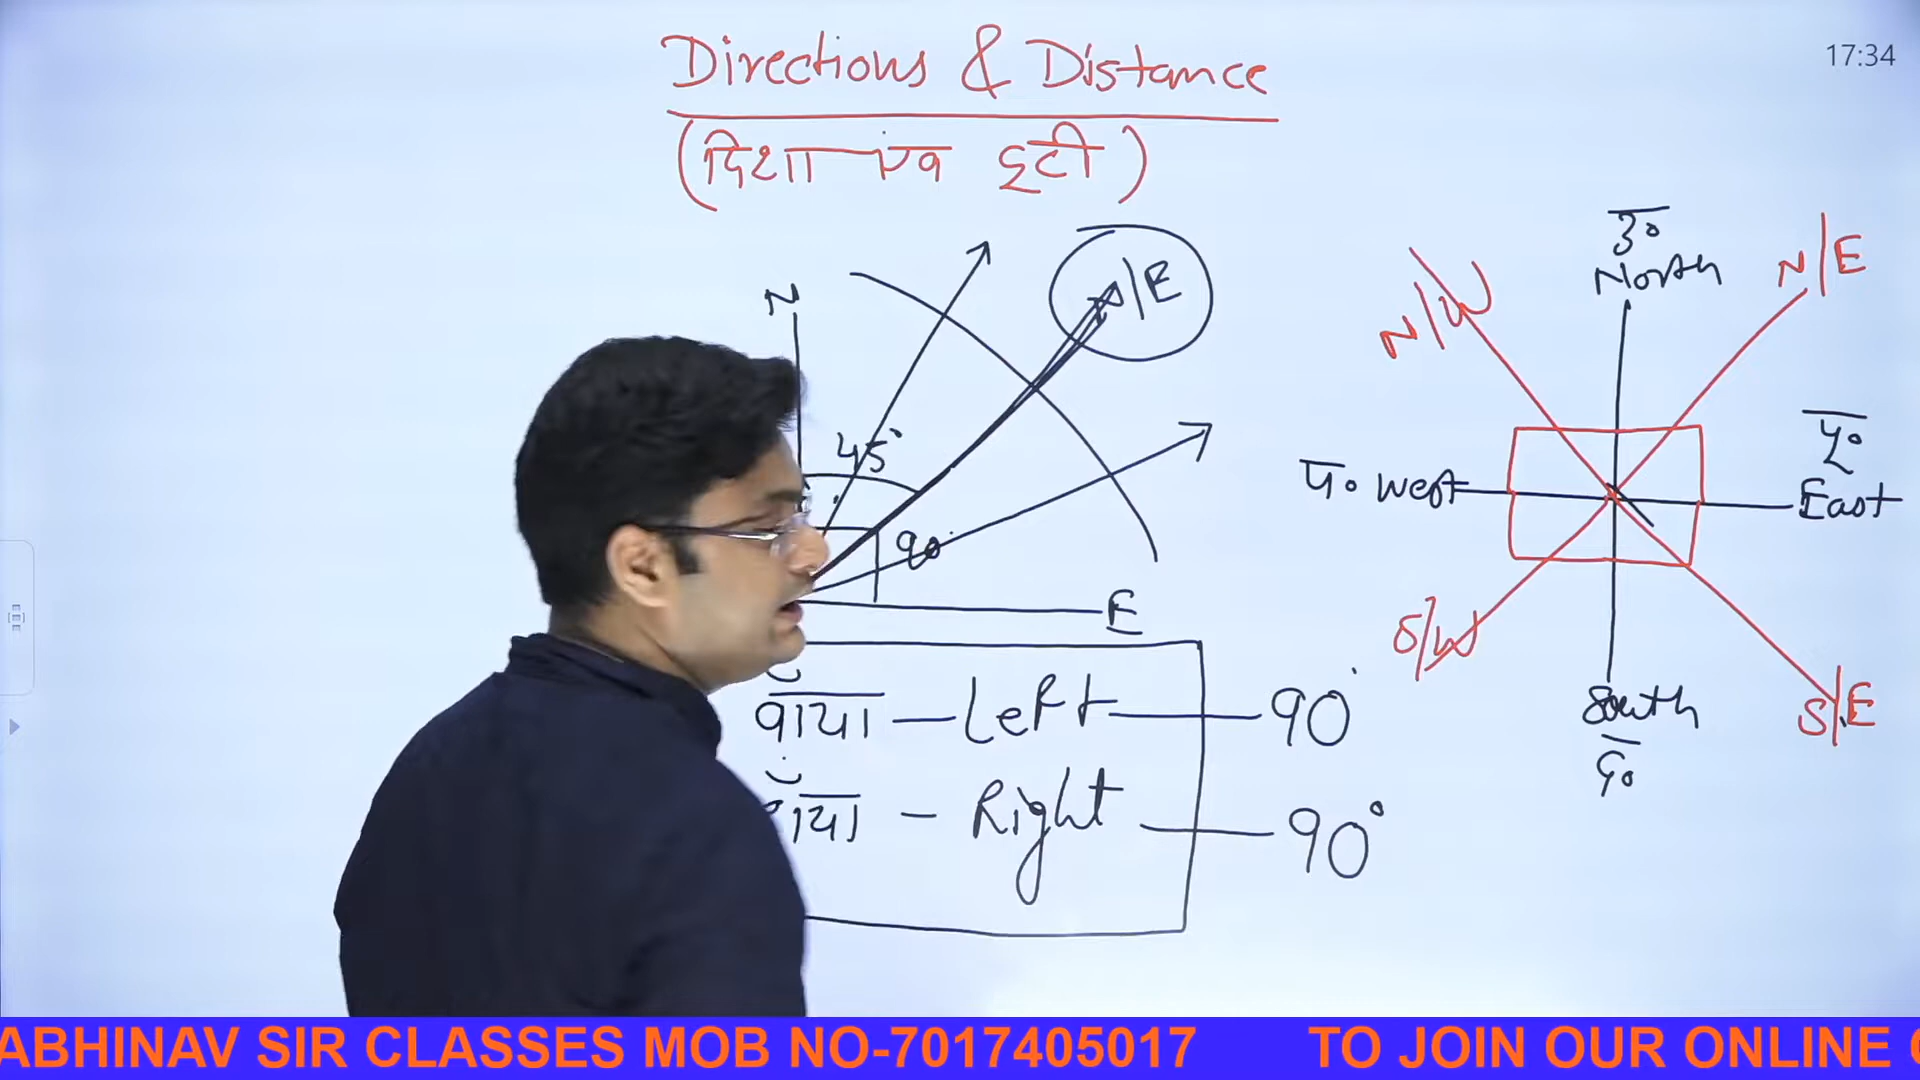 Directions & Distance
(दिशा एव दूरी)
17:34
N
N/E
45°
90°
E
बाँया — Left — 90°
दाँया — Right — 90°
उ०
North
N/E
N/W
प० West
पू०
East
S/W
S/E
South
द०
ABHINAV SIR CLASSES MOB NO-7017405017 TO JOIN OUR ONLINE